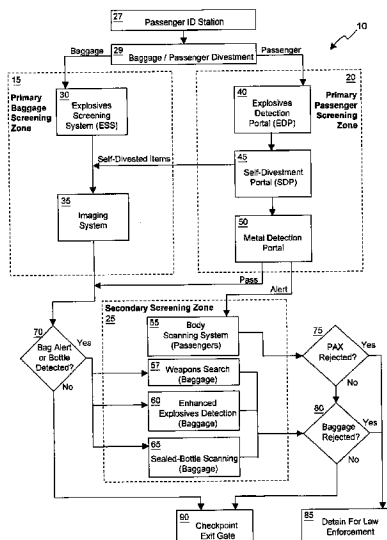 27
Passenger ID Station
10
Baggage
29
Baggage / Passenger Divestment
Passenger
15
Primary
Baggage
Screening
Zone
30
Explosives
Screening
System (ESS)
20
Primary
Passenger
Screening
Zone
40
Explosives
Detection
Portal (EDP)
Self-Divested Items
45
Self-Divestment
Portal (SDP)
35
Imaging
System
50
Metal Detection
Portal
Pass
Alert
Secondary Screening Zone
25
55
Body
Scanning System
(Passengers)
57
Weapons Search
(Baggage)
60
Enhanced
Explosives Detection
(Baggage)
65
Sealed-Bottle Scanning
(Baggage)
70
Bag Alert
or Bottle
Detected?
Yes
No
75
PAX
Rejected?
Yes
No
80
Baggage
Rejected?
Yes
No
90
Checkpoint
Exit Gate
85
Detain For Law
Enforcement